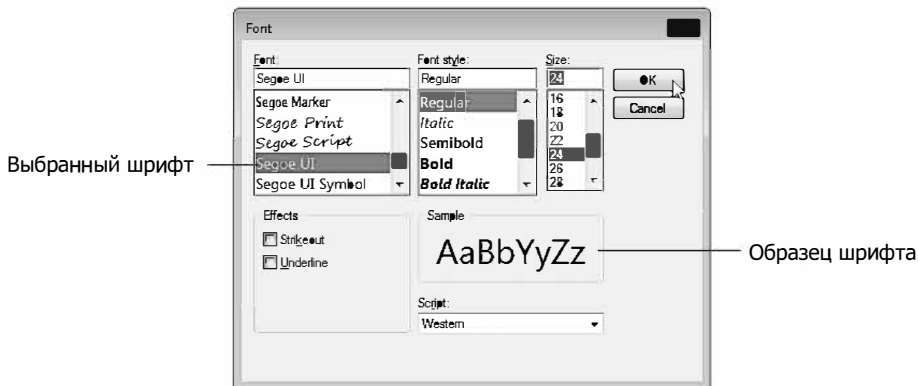 Font
Font:
Font style:
Size:
Segoe UI
Regular
24
OK
Cancel
Segoe Marker
Segoe Print
Segoe Script
Segoe UI
Segoe UI Symbol
Regular
Italic
Semibold
Bold
Bold Italic
16
18
20
22
24
26
28
Выбранный шрифт
Effects
Strikeout
Underline
Sample
AaBbYyZz
Образец шрифта
Script:
Western